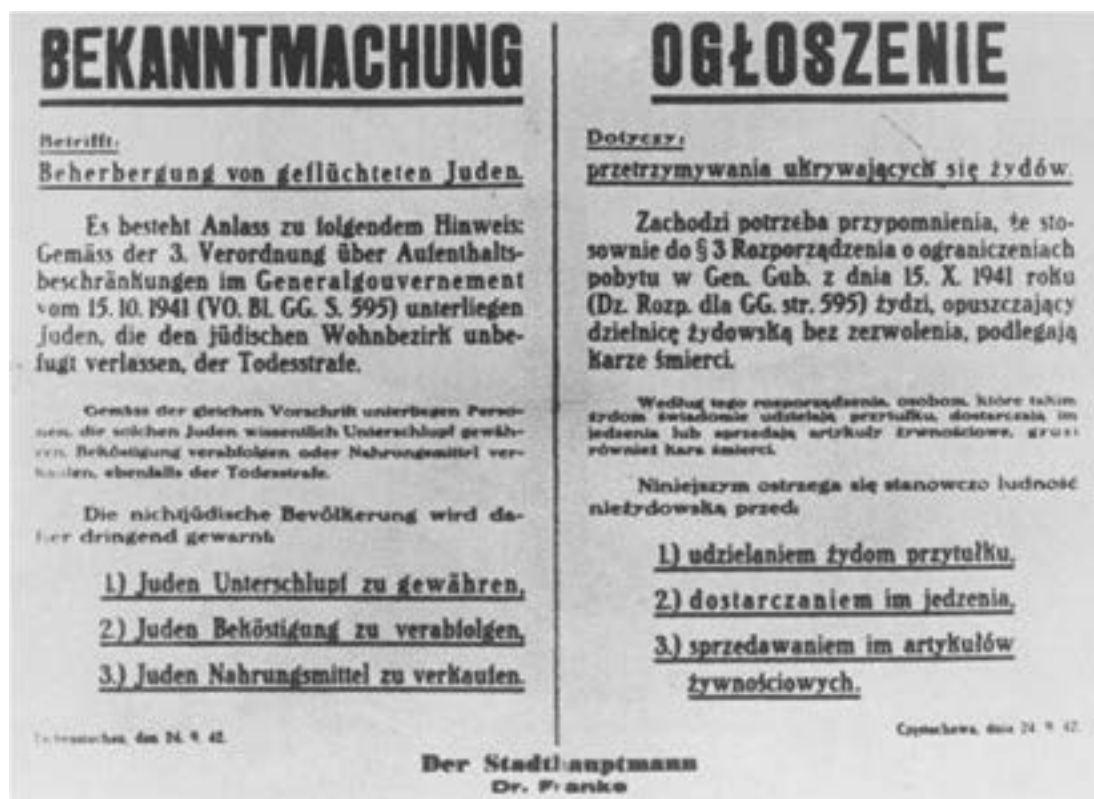 BEKANNTMACHUNG
Betrifft:
Beherbergung von geflüchteten Juden.
Es besteht Anlass zu folgendem Hinweis:
Gemäss der 3. Verordnung über Aufenthalts-
beschränkungen im Generalgouvernement
vom 15. 10. 1941 (VO. Bl. GG. S. 595) unterliegen
Juden, die den jüdischen Wohnbezirk unbe-
fugt verlassen, der Todesstrafe.
Gemäss der gleichen Vorschrift unterliegen Perso-
nen, die solchen Juden wissentlich Unterschlupf gewäh-
ren, Beköstigung verabfolgen oder Nahrungsmittel ver-
kaufen, ebenfalls der Todesstrafe.
Die nichtjüdische Bevölkerung wird da-
her dringend gewarnt:
1.) Juden Unterschlupf zu gewähren,
2.) Juden Beköstigung zu verabfolgen,
3.) Juden Nahrungsmittel zu verkaufen.
den 24. 9. 42.
OGŁOSZENIE
Dotyczy:
przetrzymywania ukrywających się żydów.
Zachodzi potrzeba przypomnienia, że sto-
sownie do § 3 Rozporządzenia o ograniczeniach
pobytu w Gen. Gub. z dnia 15. X. 1941 roku
(Dz. Rozp. dla GG. str. 595) żydzi, opuszczający
dzielnicę żydowską bez zezwolenia, podlegają
karze śmierci.
Według tego rozporządzenia, osobom, które takim
żydom świadomie udzielają przytułku, dostarczają im
jedzenia lub sprzedają artykuły żywnościowe, grozi
również kara śmierci.
Niniejszym ostrzega się stanowczo ludność
nieżydowską przed:
1.) udzielaniem żydom przytułku,
2.) dostarczaniem im jedzenia,
3.) sprzedawaniem im artykułów
żywnościowych.
Częstochowa, dnia 24. 9. 42.
Der Stadthauptmann
Dr. Franke